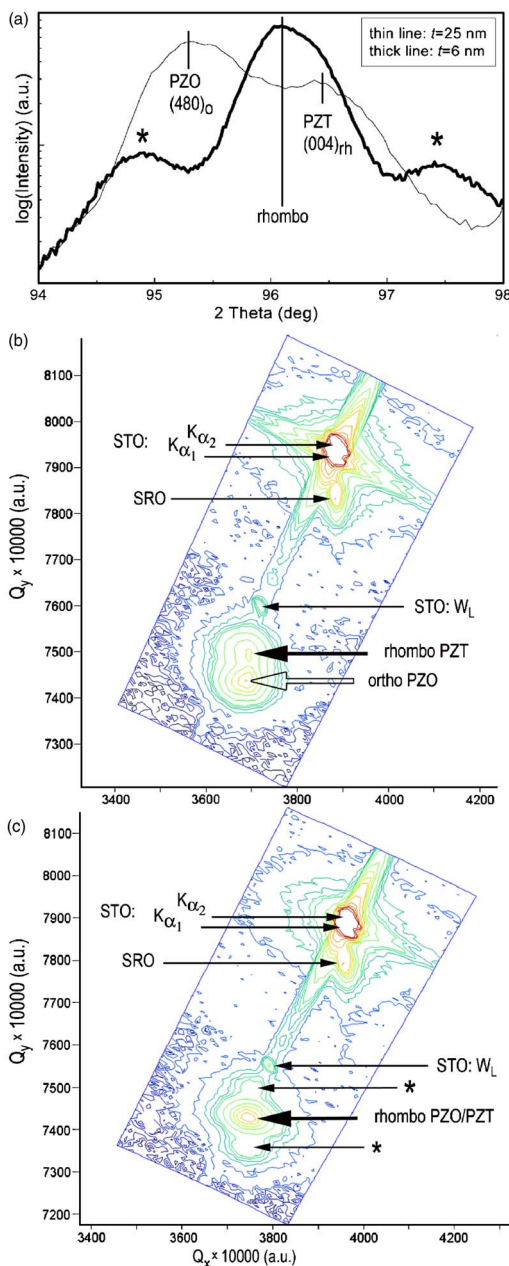 (a)
thin line: t=25 nm
thick line: t=6 nm
PZO
(480)O
PZT
(004)rh
*
*
rhombo
log(Intensity) (a.u.)
94 95 96 97 98
2 Theta (deg)
(b)
8100
8000
7900
7800
7700
7600
7500
7400
7300
Qy x 10000 (a.u.)
STO: Kα2
Kα1
SRO
STO: WL
rhombo PZT
ortho PZO
3400 3600 3800 4000 4200
(c)
8100
8000
7900
7800
7700
7600
7500
7400
7300
7200
Qy x 10000 (a.u.)
STO: Kα2
Kα1
SRO
STO: WL
*
rhombo PZO/PZT
*
3400 3600 3800 4000 4200
Qx x 10000 (a.u.)